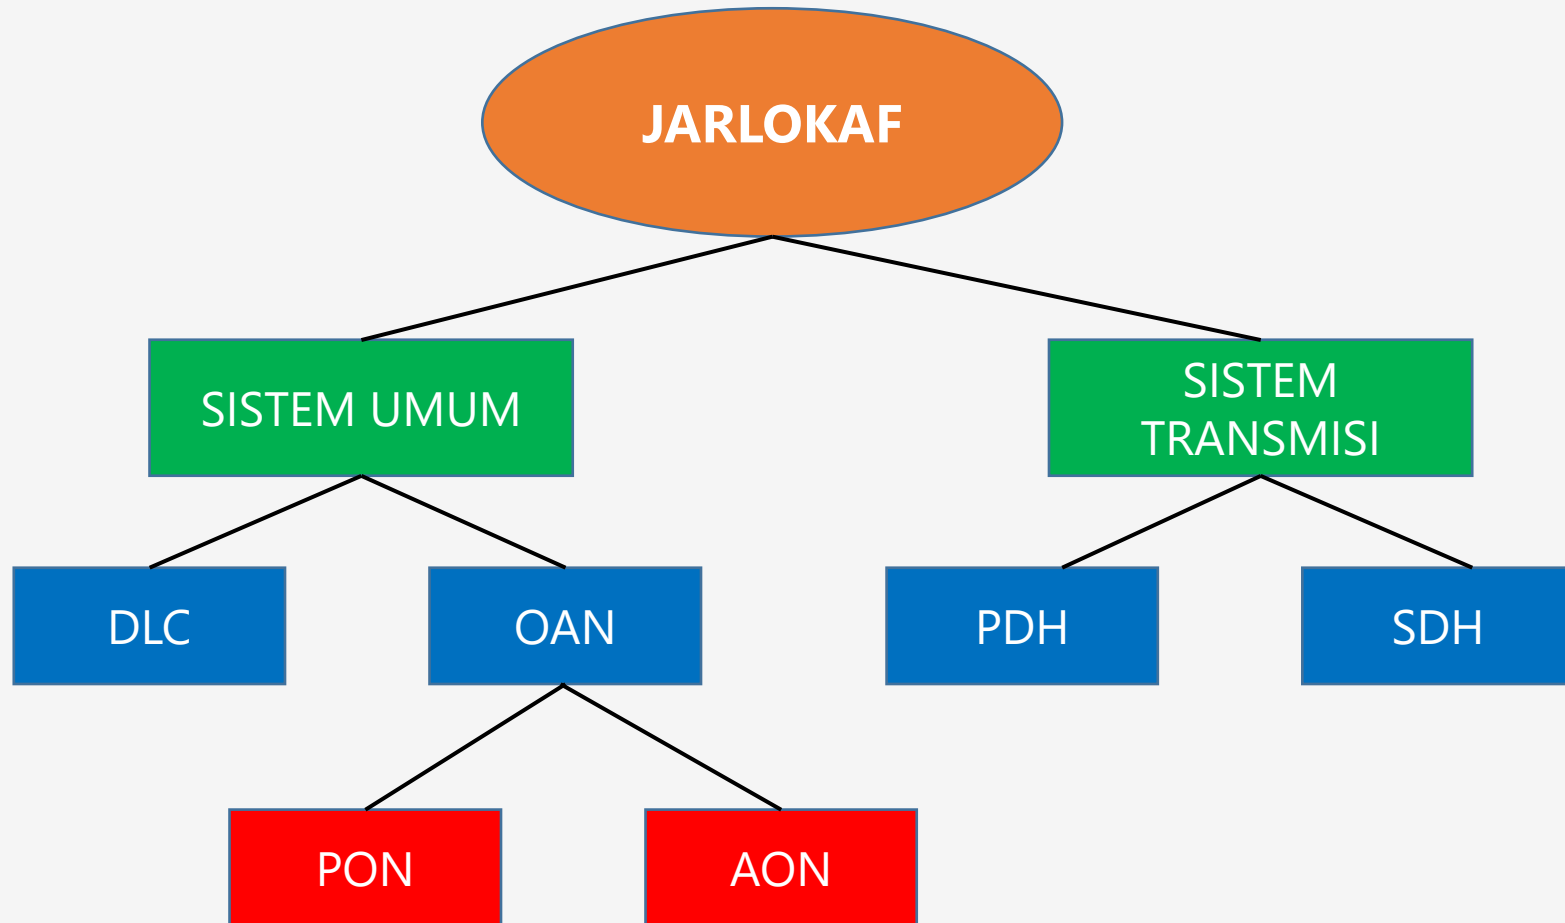 JARLOKAF
SISTEM UMUM
SISTEM
TRANSMISI
DLC
OAN
PDH
SDH
PON
AON